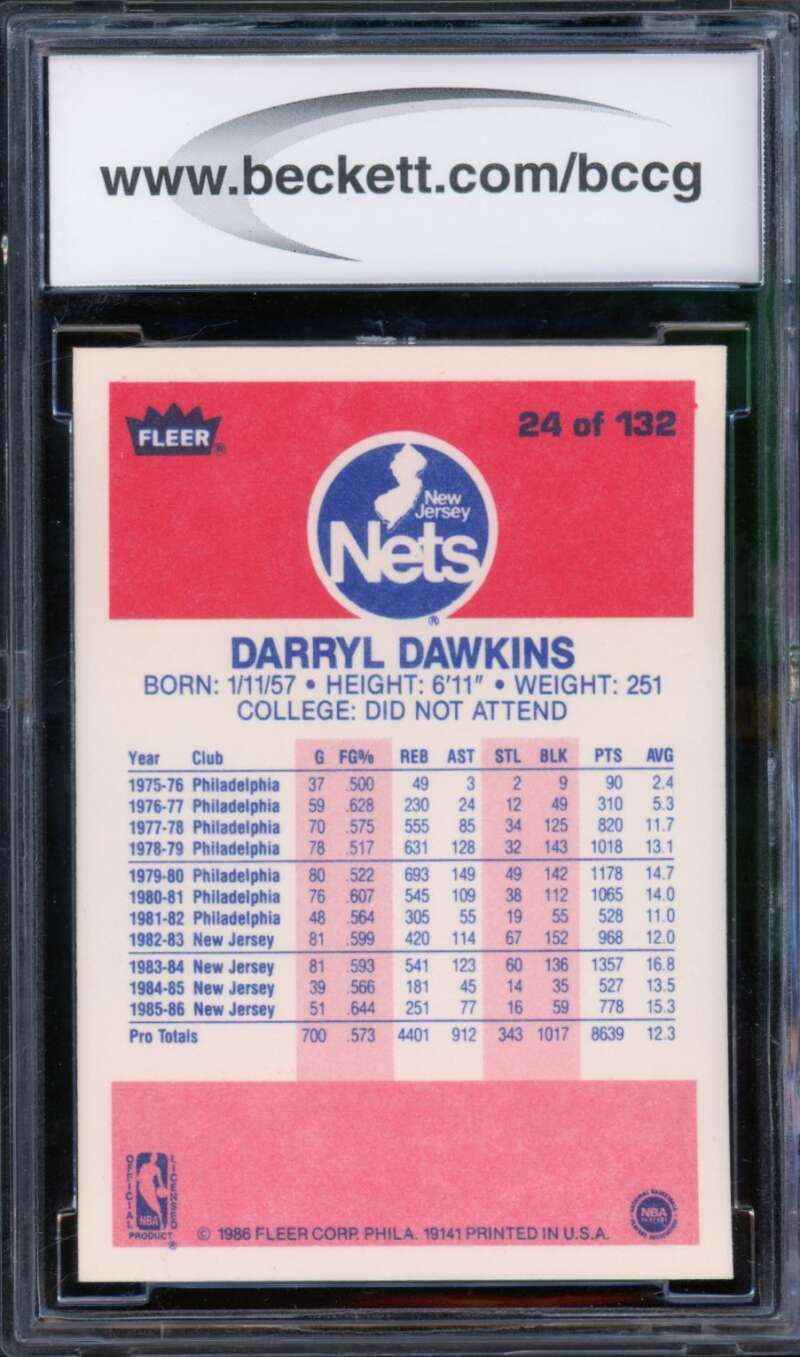 www.beckett.com/bccg
FLEER®
24 of 132
New
Jersey
Nets
®
DARRYL DAWKINS
BORN: 1/11/57 • HEIGHT: 6'11" • WEIGHT: 251
COLLEGE: DID NOT ATTEND
Year Club G FG% REB AST STL BLK PTS AVG
1975-76 Philadelphia 37 .500 49 3 2 9 90 2.4
1976-77 Philadelphia 59 .628 230 24 12 49 310 5.3
1977-78 Philadelphia 70 .575 555 85 34 125 820 11.7
1978-79 Philadelphia 78 .517 631 128 32 143 1018 13.1
1979-80 Philadelphia 80 .522 693 149 49 142 1178 14.7
1980-81 Philadelphia 76 .607 545 109 38 112 1065 14.0
1981-82 Philadelphia 48 .564 305 55 19 55 528 11.0
1982-83 New Jersey 81 .599 420 114 67 152 968 12.0
1983-84 New Jersey 81 .593 541 123 60 136 1357 16.8
1984-85 New Jersey 39 .566 181 45 14 35 527 13.5
1985-86 New Jersey 51 .644 251 77 16 59 778 15.3
Pro Totals 700 .573 4401 912 343 1017 8639 12.3
OFFICIAL LICENSED
NBA
PRODUCT ®
© 1986 FLEER CORP. PHILA. 19141 PRINTED IN U.S.A.
NATIONAL BASKETBALL
NBA
PLAYERS
ASSOCIATION